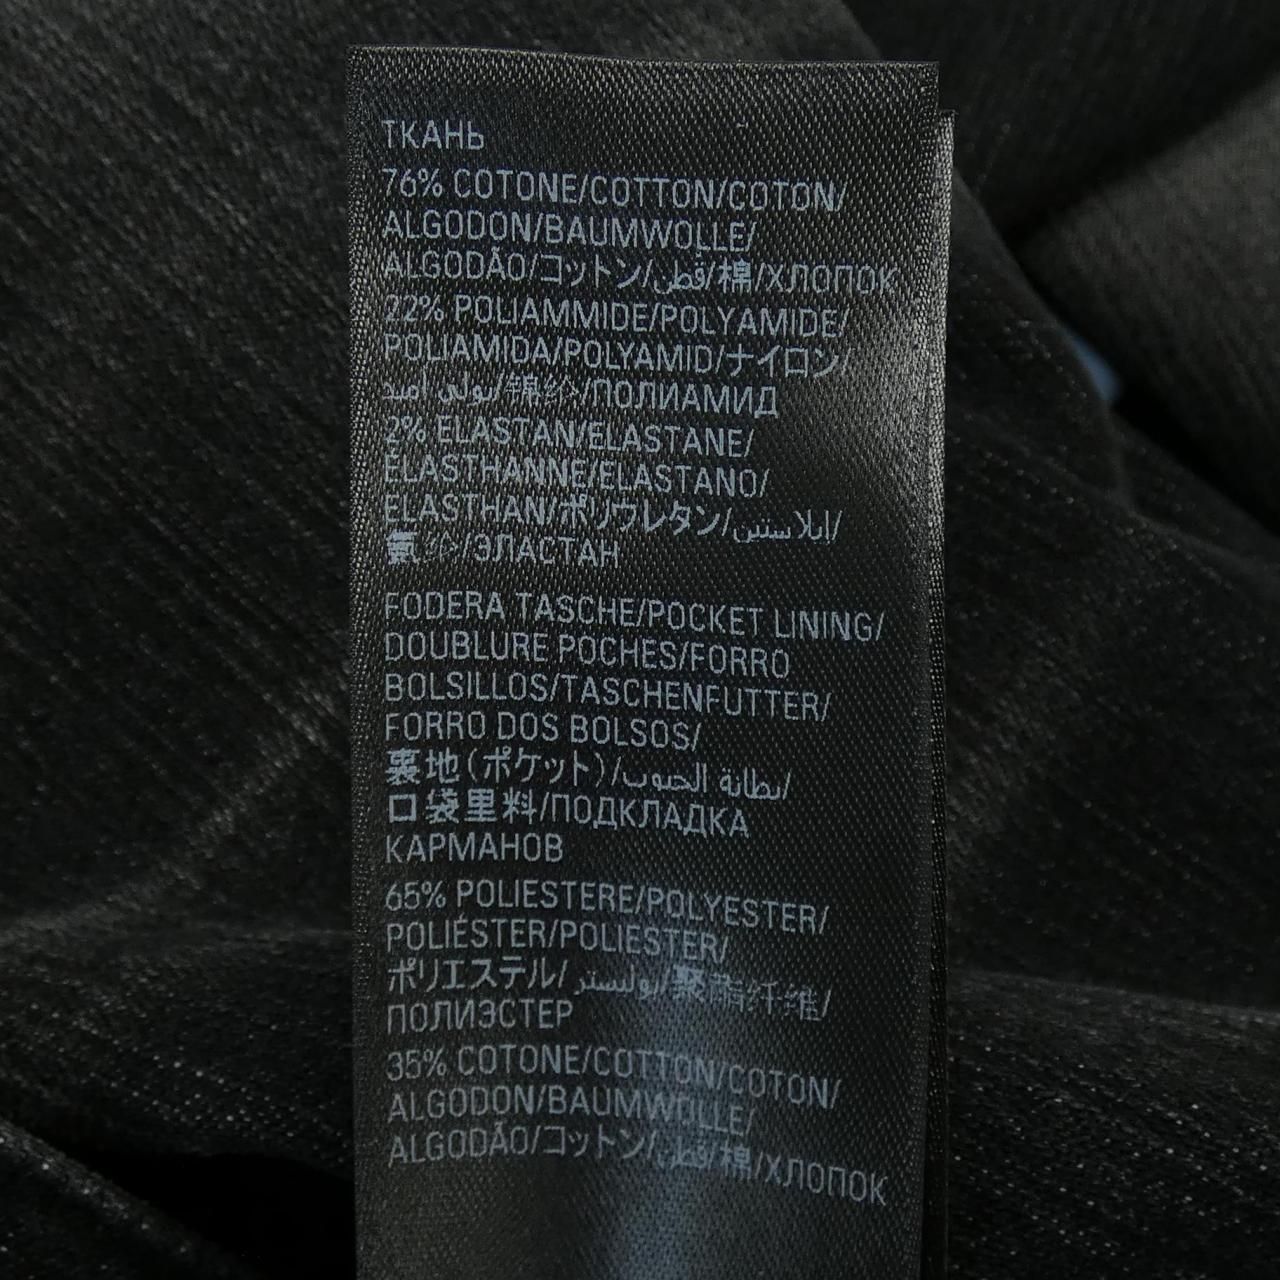 ТКАНЬ
76% COTONE/COTTON/COTON/
ALGODON/BAUMWOLLE/
ALGODÃO/コットン/قطن/棉/ХЛОПОК
22% POLIAMMIDE/POLYAMIDE/
POLIAMIDA/POLYAMID/ナイロン/
بولي أميد/锦纶/ПОЛИАМИД
2% ELASTAN/ELASTANE/
ÉLASTHANNE/ELASTANO/
ELASTHAN/ポリウレタン/إيلاستين/
氨纶/ЭЛАСТАН
FODERA TASCHE/POCKET LINING/
DOUBLURE POCHES/FORRO
BOLSILLOS/TASCHENFUTTER/
FORRO DOS BOLSOS/
裏地(ポケット)/بطانة الجيوب/
口袋里料/ПОДКЛАДКА
КАРМАНОВ
65% POLIESTERE/POLYESTER/
POLIÉSTER/POLIESTER/
ポリエステル/بوليستر/聚酯纤维/
ПОЛИЭСТЕР
35% COTONE/COTTON/COTON/
ALGODON/BAUMWOLLE/
ALGODÃO/コットン/قطن/棉/ХЛОПОК